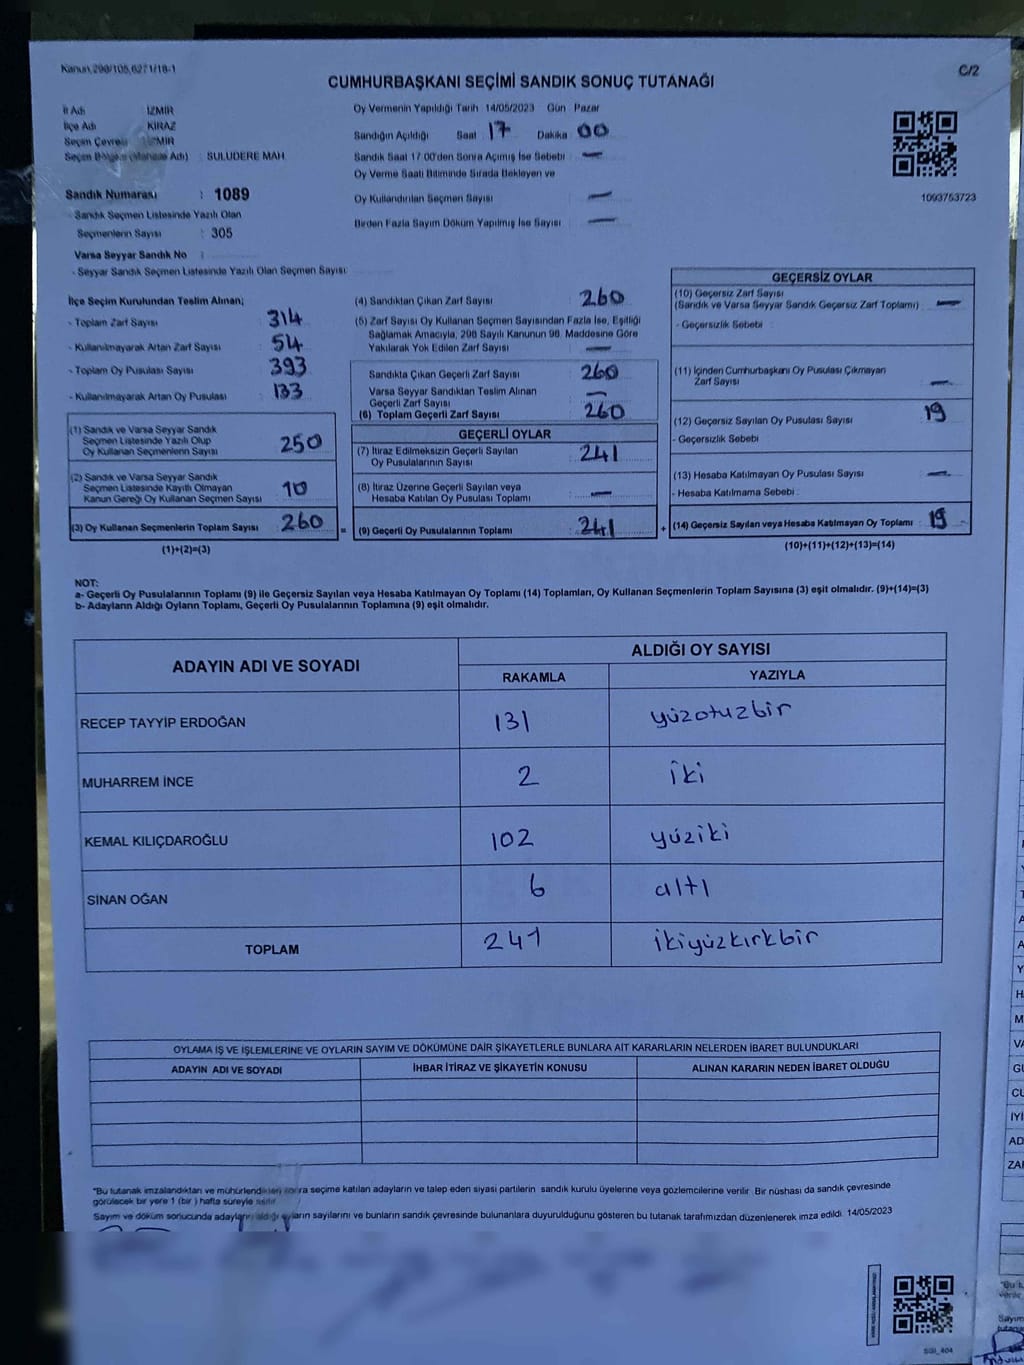 Kanun,298/105,6271/18-1
C/2
CUMHURBAŞKANI SEÇİMİ SANDIK SONUÇ TUTANAĞI
İl Adı İZMİR
İlçe Adı KİRAZ
Seçim Çevresi İZMİR
Seçim Bölgesi (Mahalle Adı) SULUDERE MAH
Sandık Numarası : 1089
- Sandık Seçmen Listesinde Yazılı Olan
Seçmenlerin Sayısı : 305
Varsa Seyyar Sandık No :
- Seyyar Sandık Seçmen Listesinde Yazılı Olan Seçmen Sayısı:
Oy Vermenin Yapıldığı Tarih 14/05/2023 Gün Pazar
Sandığın Açıldığı Saat 17 Dakika 00
Sandık Saat 17:00'den Sonra Açımış İse Sebebi —
Oy Verme Saati Bitiminde Sırada Bekleyen ve
Oy Kullandırılan Seçmen Sayısı —
Birden Fazla Sayım Döküm Yapılmış İse Sayısı —
1093753723
İlçe Seçim Kurulundan Teslim Alınan;
- Toplam Zarf Sayısı : 314
- Kullanılmayarak Artan Zarf Sayısı : 54
- Toplam Oy Pusulası Sayısı : 393
- Kullanılmayarak Artan Oy Pusulası : 133
(1) Sandık ve Varsa Seyyar Sandık
Seçmen Listesinde Yazılı Olup
Oy Kullanan Seçmenlerin Sayısı : 250
(2) Sandık ve Varsa Seyyar Sandık
Seçmen Listesinde Kayıtlı Olmayan
Kanun Gereği Oy Kullanan Seçmen Sayısı : 10
(3) Oy Kullanan Seçmenlerin Toplam Sayısı : 260
(1)+(2)=(3)
(4) Sandıktan Çıkan Zarf Sayısı : 260
(5) Zarf Sayısı Oy Kullanan Seçmen Sayısından Fazla İse, Eşitliği
Sağlamak Amacıyla, 298 Sayılı Kanunun 98. Maddesine Göre
Yakılarak Yok Edilen Zarf Sayısı : —
Sandıkta Çıkan Geçerli Zarf Sayısı : 260
Varsa Seyyar Sandıktan Teslim Alınan
Geçerli Zarf Sayısı : —
(6) Toplam Geçerli Zarf Sayısı : 260
GEÇERLİ OYLAR
(7) İtiraz Edilmeksizin Geçerli Sayılan
Oy Pusulalarının Sayısı : 241
(8) İtiraz Üzerine Geçerli Sayılan veya
Hesaba Katılan Oy Pusulası Toplamı : —
= (9) Geçerli Oy Pusulalarının Toplamı : 241
GEÇERSİZ OYLAR
(10) Geçersiz Zarf Sayısı
(Sandık ve Varsa Seyyar Sandık Geçersiz Zarf Toplamı) : —
- Geçersizlik Sebebi :
(11) İçinden Cumhurbaşkanı Oy Pusulası Çıkmayan
Zarf Sayısı : —
(12) Geçersiz Sayılan Oy Pusulası Sayısı : 19
- Geçersizlik Sebebi :
(13) Hesaba Katılmayan Oy Pusulası Sayısı : —
- Hesaba Katılmama Sebebi :
+ (14) Geçersiz Sayılan veya Hesaba Katılmayan Oy Toplamı : 19
(10)+(11)+(12)+(13)=(14)
NOT:
a- Geçerli Oy Pusulalarının Toplamı (9) ile Geçersiz Sayılan veya Hesaba Katılmayan Oy Toplamı (14) Toplamları, Oy Kullanan Seçmenlerin Toplam Sayısına (3) eşit olmalıdır. (9)+(14)=(3)
b- Adayların Aldığı Oyların Toplamı, Geçerli Oy Pusulalarının Toplamına (9) eşit olmalıdır.
ADAYIN ADI VE SOYADI ALDIĞI OY SAYISI
RAKAMLA YAZIYLA
RECEP TAYYİP ERDOĞAN 131 yüzotuzbir
MUHARREM İNCE 2 iki
KEMAL KILIÇDAROĞLU 102 yüziki
SİNAN OĞAN 6 altı
TOPLAM 241 ikiyüzkırkbir
OYLAMA İŞ VE İŞLEMLERİNE VE OYLARIN SAYIM VE DÖKÜMÜNE DAİR ŞİKAYETLERLE BUNLARA AİT KARARLARIN NELERDEN İBARET BULUNDUKLARI
ADAYIN ADI VE SOYADI İHBAR İTİRAZ VE ŞİKAYETİN KONUSU ALINAN KARARIN NEDEN İBARET OLDUĞU
"Bu tutanak imzalandıktan ve mühürlendikten sonra seçime katılan adayların ve talep eden siyasi partilerin sandık kurulu üyelerine veya gözlemcilerine verilir. Bir nüshası da sandık çevresinde
görülecek bir yere 1 (bir) hafta süreyle asılır.
Sayım ve döküm sonucunda adayların aldığı oyların sayılarını ve bunların sandık çevresinde bulunanlara duyurulduğunu gösteren bu tutanak tarafımızdan düzenlenerek imza edildi. 14/05/2023
SGI_404